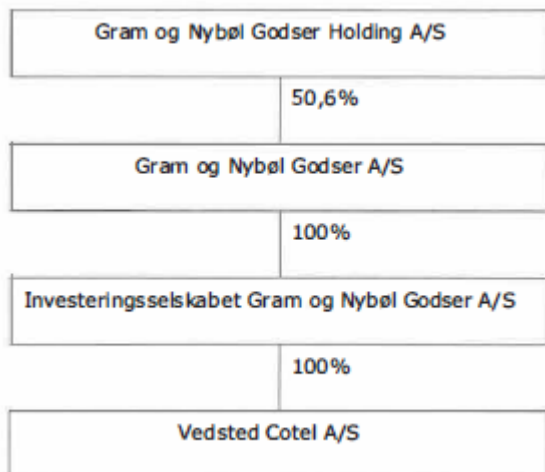 Gram og Nybøl Godser Holding A/S
50,6%
Gram og Nybøl Godser A/S
100%
Investeringsselskabet Gram og Nybøl Godser A/S
100%
Vedsted Cotel A/S